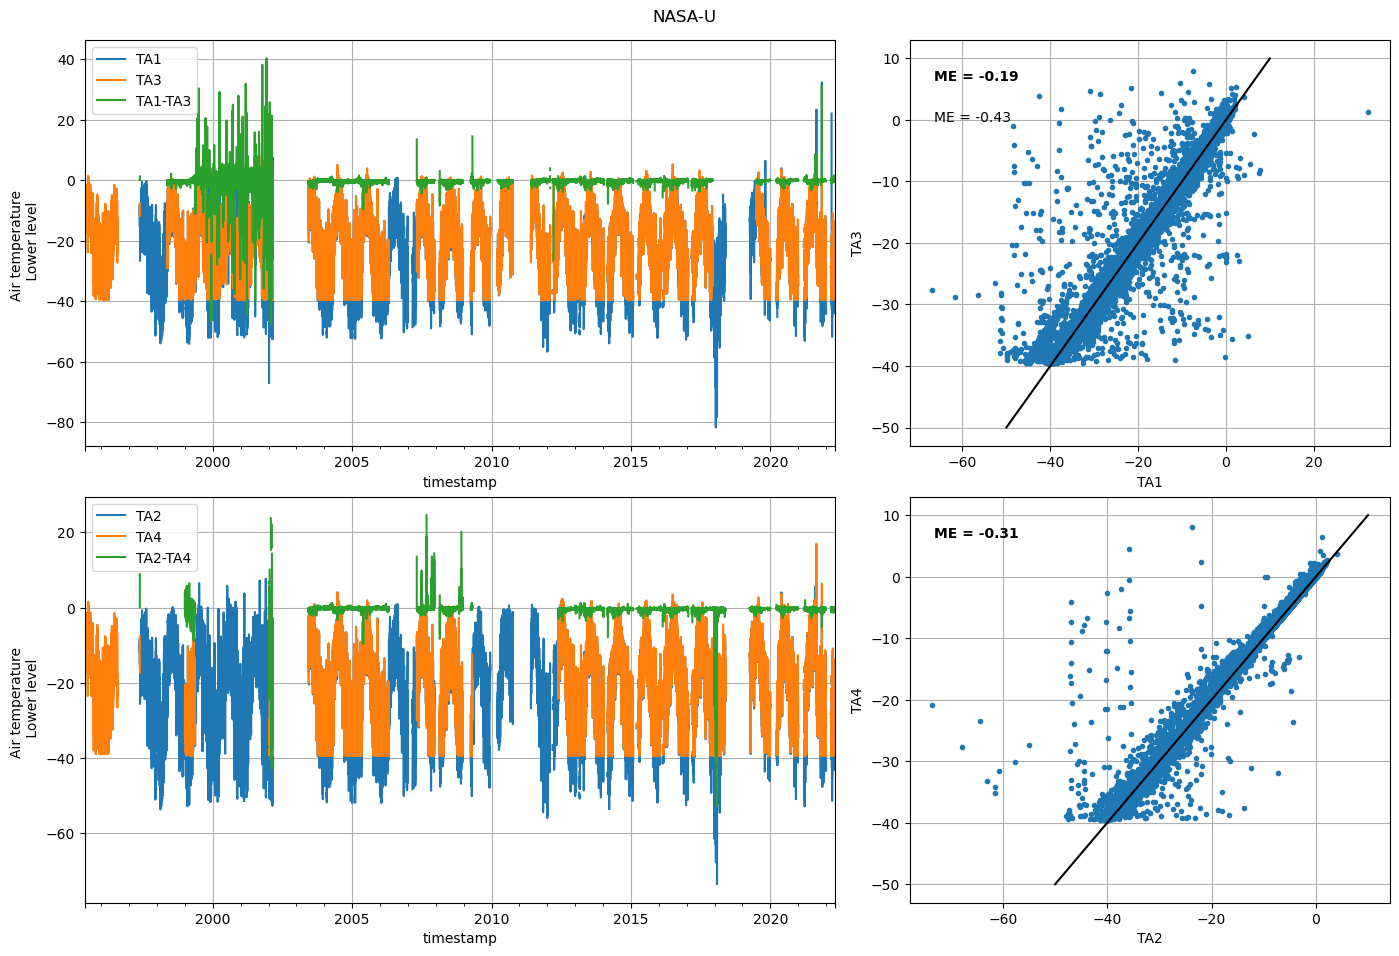 NASA-U
TA1
TA3
TA1-TA3
40
20
0
−20
−40
−60
−80
Air temperature
Lower level
2000
2005
2010
2015
2020
timestamp
ME = -0.19
ME = -0.43
10
0
−10
−20
−30
−40
−50
TA3
−60
−40
−20
0
20
TA1
TA2
TA4
TA2-TA4
20
0
−20
−40
−60
Air temperature
Lower level
2000
2005
2010
2015
2020
timestamp
ME = -0.31
10
0
−10
−20
−30
−40
−50
TA4
−60
−40
−20
0
TA2